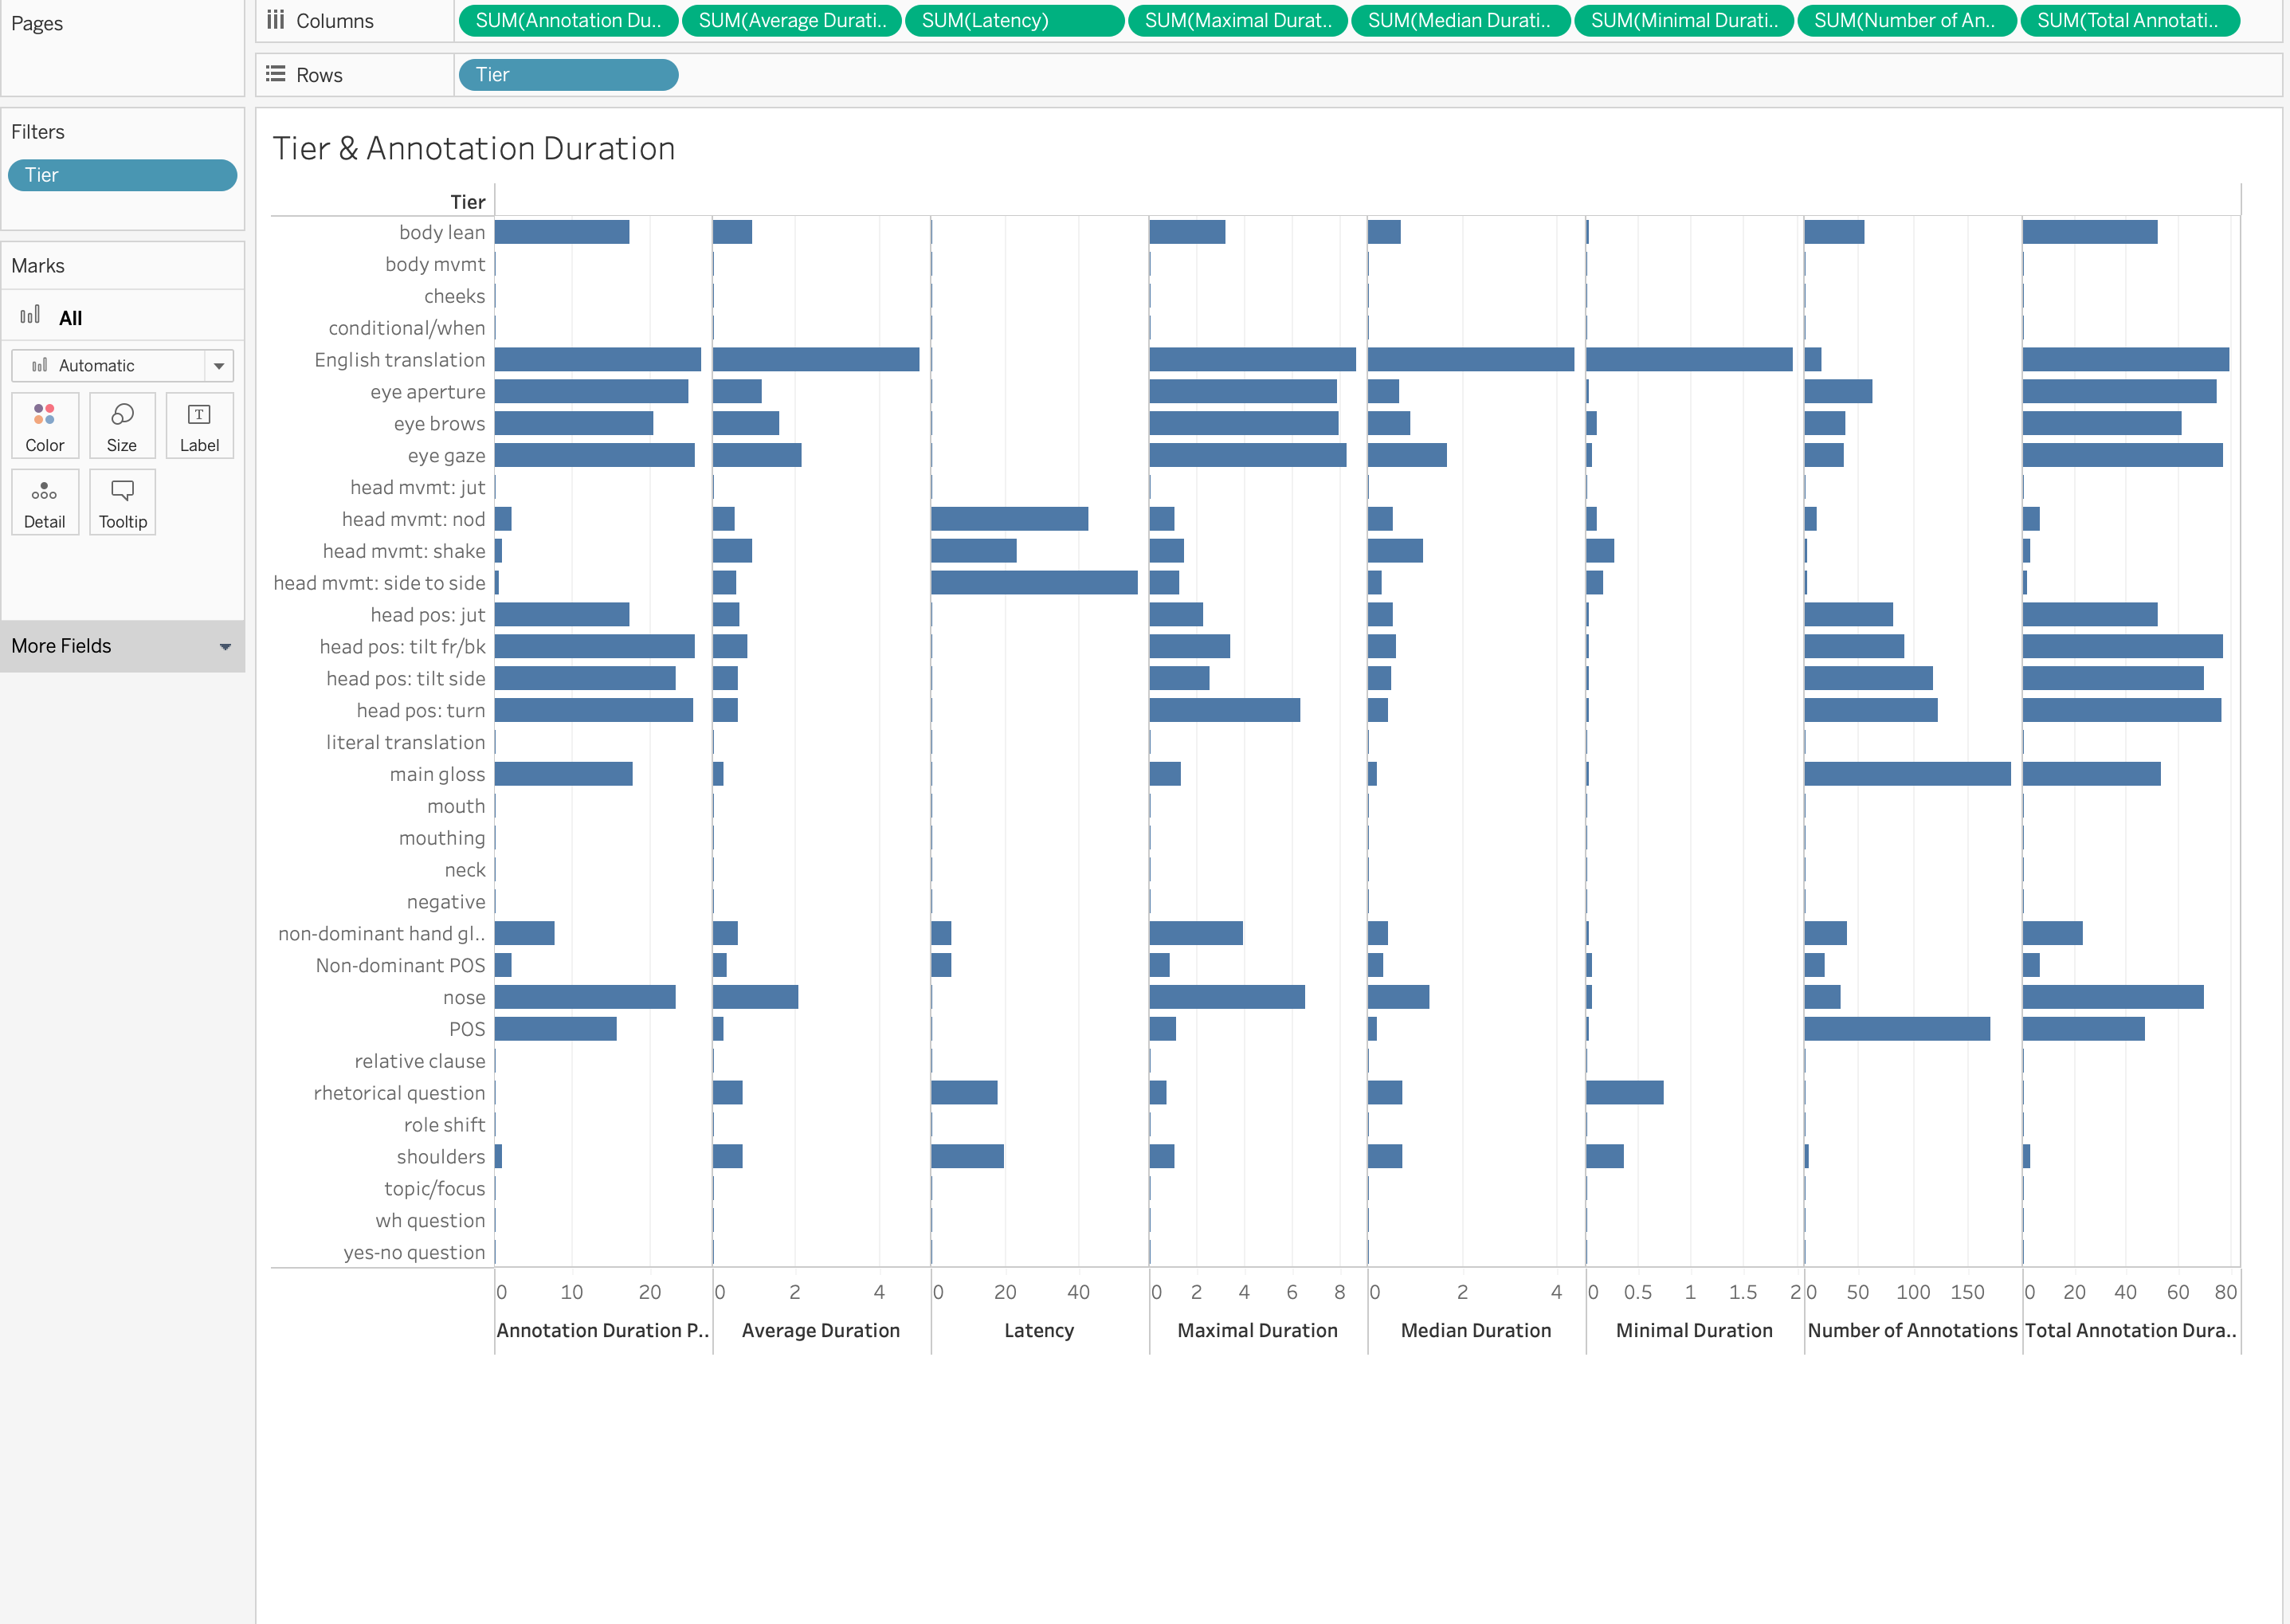 Pages
Columns
SUM(Annotation Du..
SUM(Average Durati..
SUM(Latency)
SUM(Maximal Durat..
SUM(Median Durati..
SUM(Minimal Durati..
SUM(Number of An..
SUM(Total Annotati..
Rows
Tier
Filters
Tier
Marks
All
Automatic
Color
Size
T
Label
Detail
Tooltip
More Fields
Tier & Annotation Duration
Tier
body lean
body mvmt
cheeks
conditional/when
English translation
eye aperture
eye brows
eye gaze
head mvmt: jut
head mvmt: nod
head mvmt: shake
head mvmt: side to side
head pos: jut
head pos: tilt fr/bk
head pos: tilt side
head pos: turn
literal translation
main gloss
mouth
mouthing
neck
negative
non-dominant hand gl..
Non-dominant POS
nose
POS
relative clause
rhetorical question
role shift
shoulders
topic/focus
wh question
yes-no question
0 10 20
0 2 4
0 20 40
0 2 4 6 8
0 2 4
0 0.5 1 1.5 2
0 50 100 150
0 20 40 60 80
Annotation Duration P..
Average Duration
Latency
Maximal Duration
Median Duration
Minimal Duration
Number of Annotations
Total Annotation Dura..